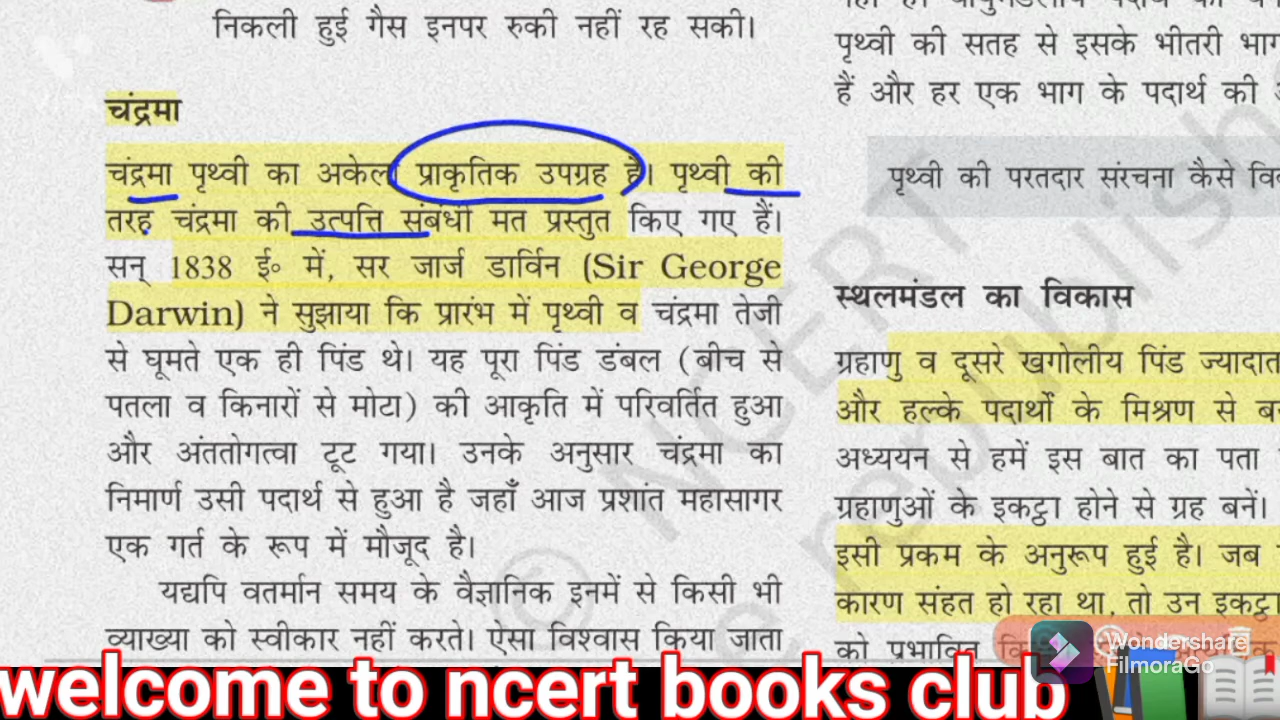 निकली हुई गैस इनपर रुकी नहीं रह सकी।
चंद्रमा
चंद्रमा पृथ्वी का अकेला प्राकृतिक उपग्रह है। पृथ्वी की
तरह चंद्रमा की उत्पत्ति संबंधी मत प्रस्तुत किए गए हैं।
सन् 1838 ई॰ में, सर जार्ज डार्विन (Sir George
Darwin) ने सुझाया कि प्रारंभ में पृथ्वी व चंद्रमा तेजी
से घूमते एक ही पिंड थे। यह पूरा पिंड डंबल (बीच से
पतला व किनारों से मोटा) की आकृति में परिवर्तित हुआ
और अंततोगत्वा टूट गया। उनके अनुसार चंद्रमा का
निमार्ण उसी पदार्थ से हुआ है जहाँ आज प्रशांत महासागर
एक गर्त के रूप में मौजूद है।
यद्यपि वतर्मान समय के वैज्ञानिक इनमें से किसी भी
व्याख्या को स्वीकार नहीं करते। ऐसा विश्वास किया जाता
पृथ्वी की सतह से इसके भीतरी भाग
हैं और हर एक भाग के पदार्थ की
पृथ्वी की परतदार संरचना कैसे
स्थलमंडल का विकास
ग्रहाणु व दूसरे खगोलीय पिंड
और हल्के पदार्थों के मिश्रण से
अध्ययन से हमें इस बात का पता
ग्रहाणुओं के इकट्ठा होने से ग्रह बनें।
इसी प्रकम के अनुरूप हुई है। जब
कारण संहत हो रहा था, तो उन इकट्ठा
को प्रभावित
© NCERT
republish
Wondershare
FilmoraGo
welcome to ncert books club